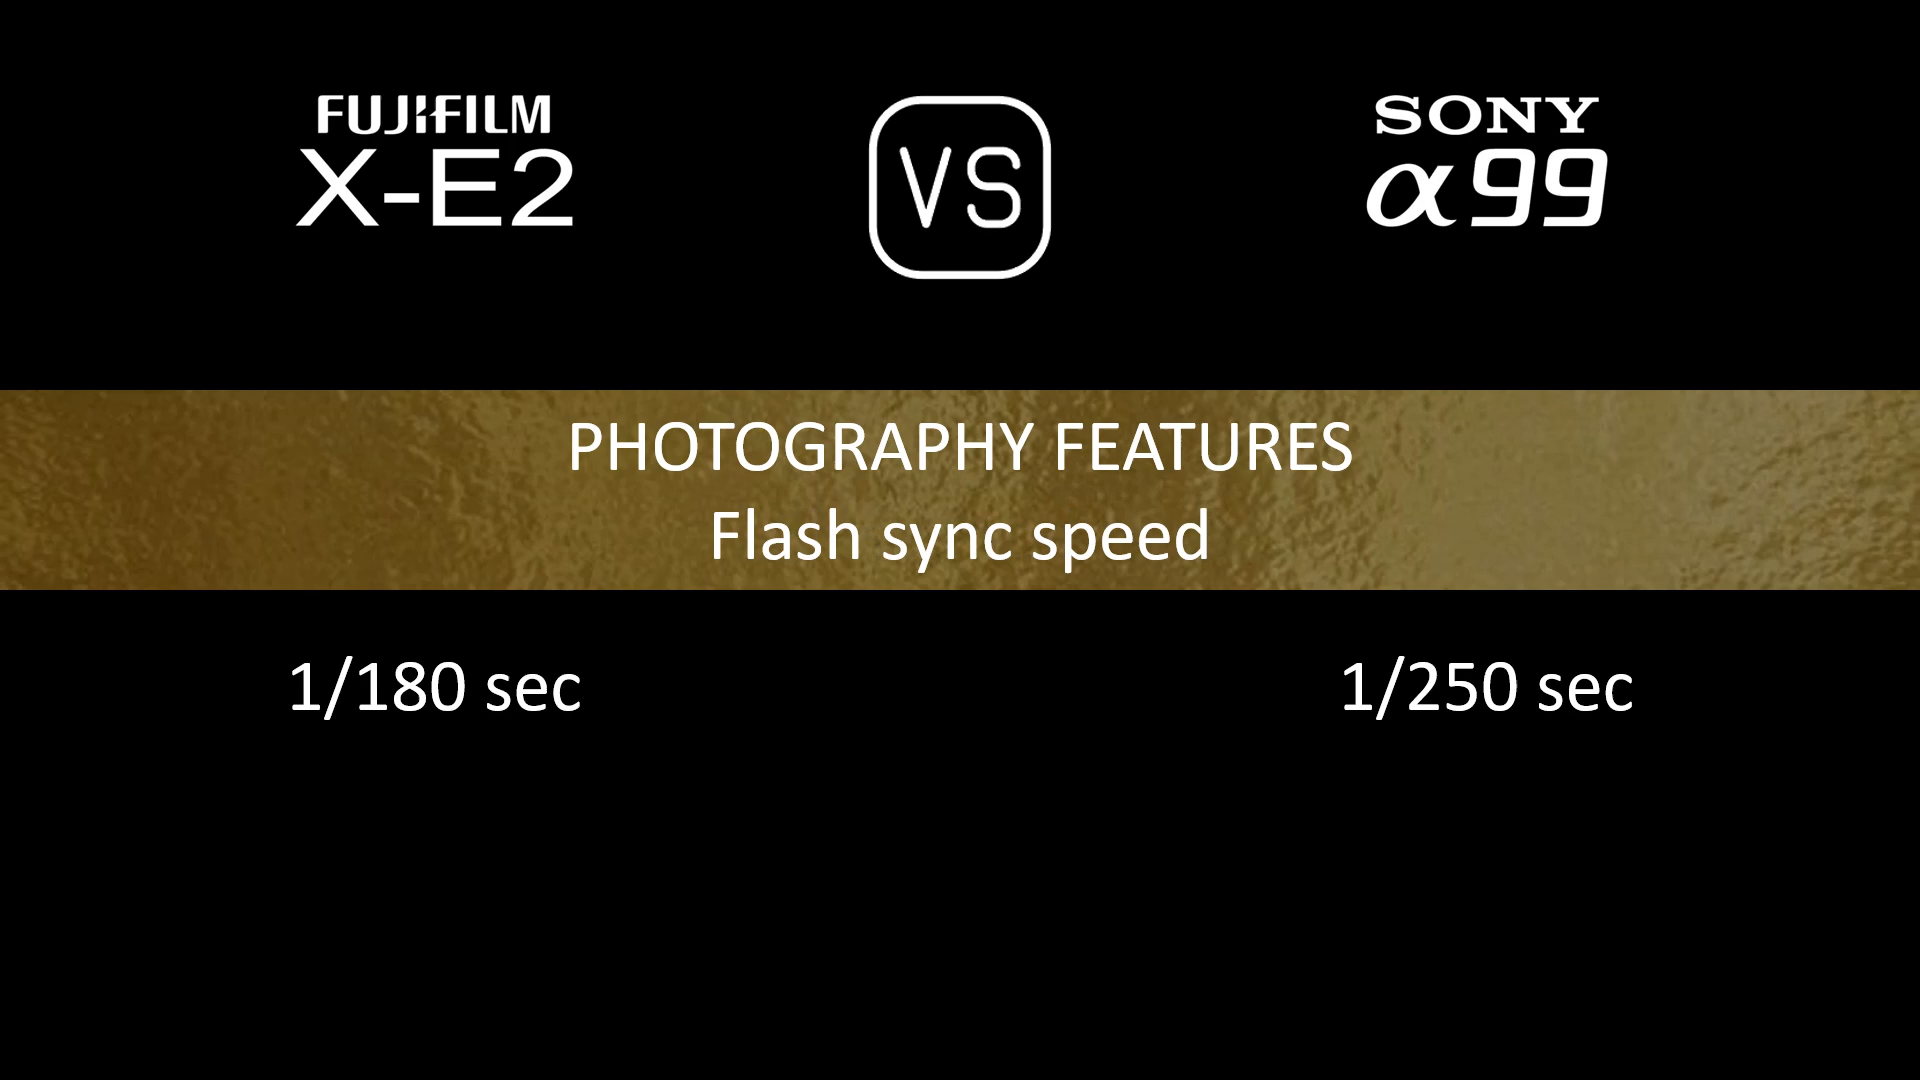 FUJIFILM
X-E2
VS
SONY
α99
PHOTOGRAPHY FEATURES
Flash sync speed
1/180 sec
1/250 sec